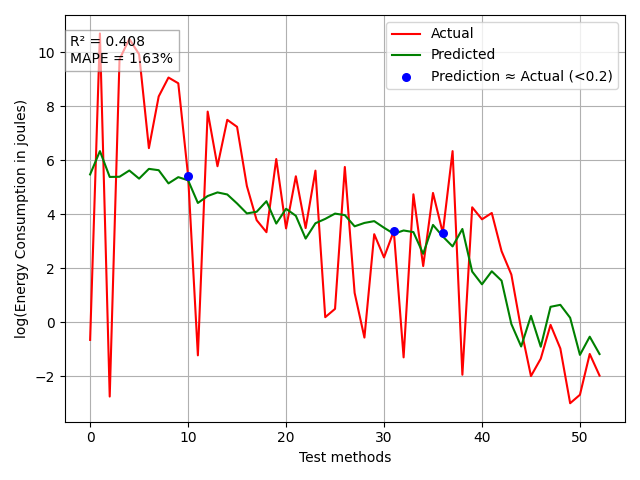 R² = 0.408
MAPE = 1.63%
Actual
Predicted
Prediction ≈ Actual (<0.2)
log(Energy Consumption in joules)
10
8
6
4
2
0
−2
0 10 20 30 40 50
Test methods